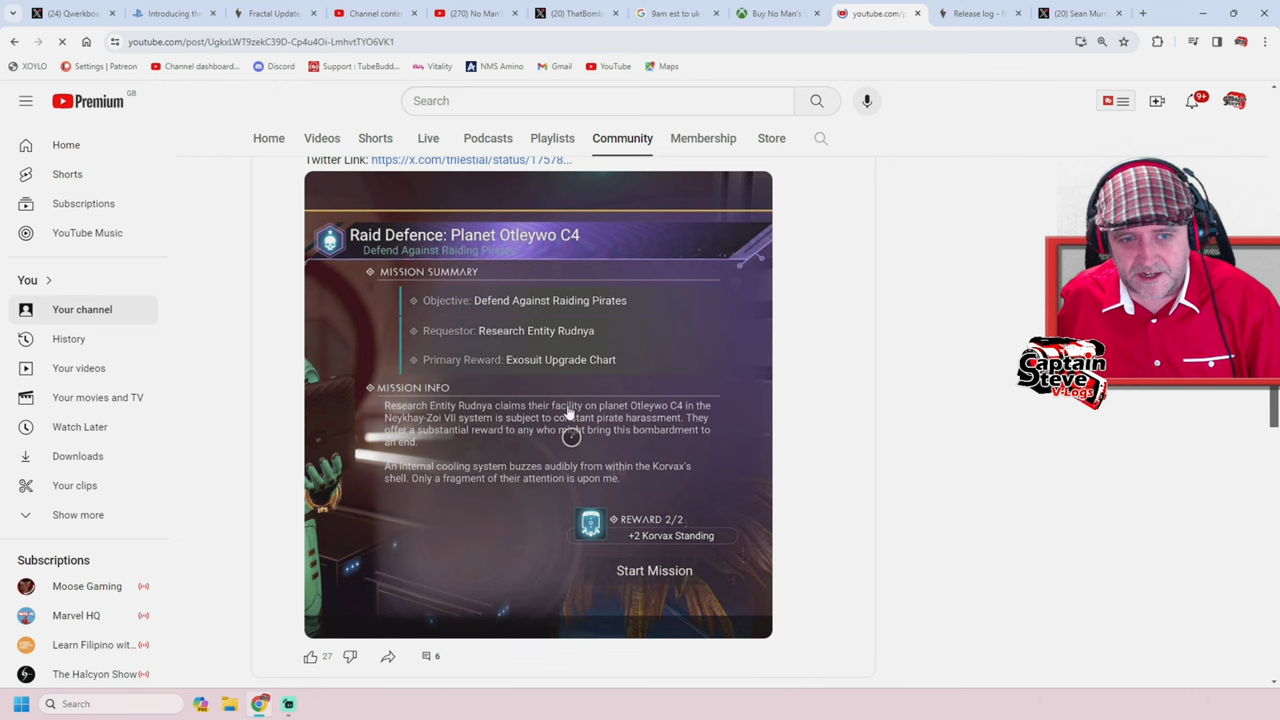 (24) Qwerkbo
Introducing the
Fractal Update
Channel conter
(270) No Man's
(20) ThatBomb
9am est to uk
Buy No Man's
youtube.com/p
Release log - N
(20) Sean Murr
youtube.com/post/UgkxLWT9zekC39D-Cp4u4Oi-LmhvtTYO6VK1
XOYLO
Settings | Patreon
Channel dashboard...
Discord
Support : TubeBudd...
Vitality
NMS Amino
Gmail
YouTube
Maps
Premium GB
Search
9+
Home
Videos
Shorts
Live
Podcasts
Playlists
Community
Membership
Store
Home
Shorts
Subscriptions
YouTube Music
You
Your channel
History
Your videos
Your movies and TV
Watch Later
Downloads
Your clips
Show more
Subscriptions
Moose Gaming
Marvel HQ
Learn Filipino wit...
The Halcyon Show
Twitter Link: https://x.com/thiestial/status/17578...
Raid Defence: Planet Otleywo C4
Defend Against Raiding Pirates
MISSION SUMMARY
Objective: Defend Against Raiding Pirates
Requestor: Research Entity Rudnya
Primary Reward: Exosuit Upgrade Chart
MISSION INFO
Research Entity Rudnya claims their facility on planet Otleywo C4 in the
Neykhay-Zoi VII system is subject to constant pirate harassment. They
offer a substantial reward to any who might bring this bombardment to
an end.
An internal cooling system buzzes audibly from within the Korvax's
shell. Only a fragment of their attention is upon me.
REWARD 2/2
+2 Korvax Standing
Start Mission
27
6
Captain
Steve
V-Logs
Search